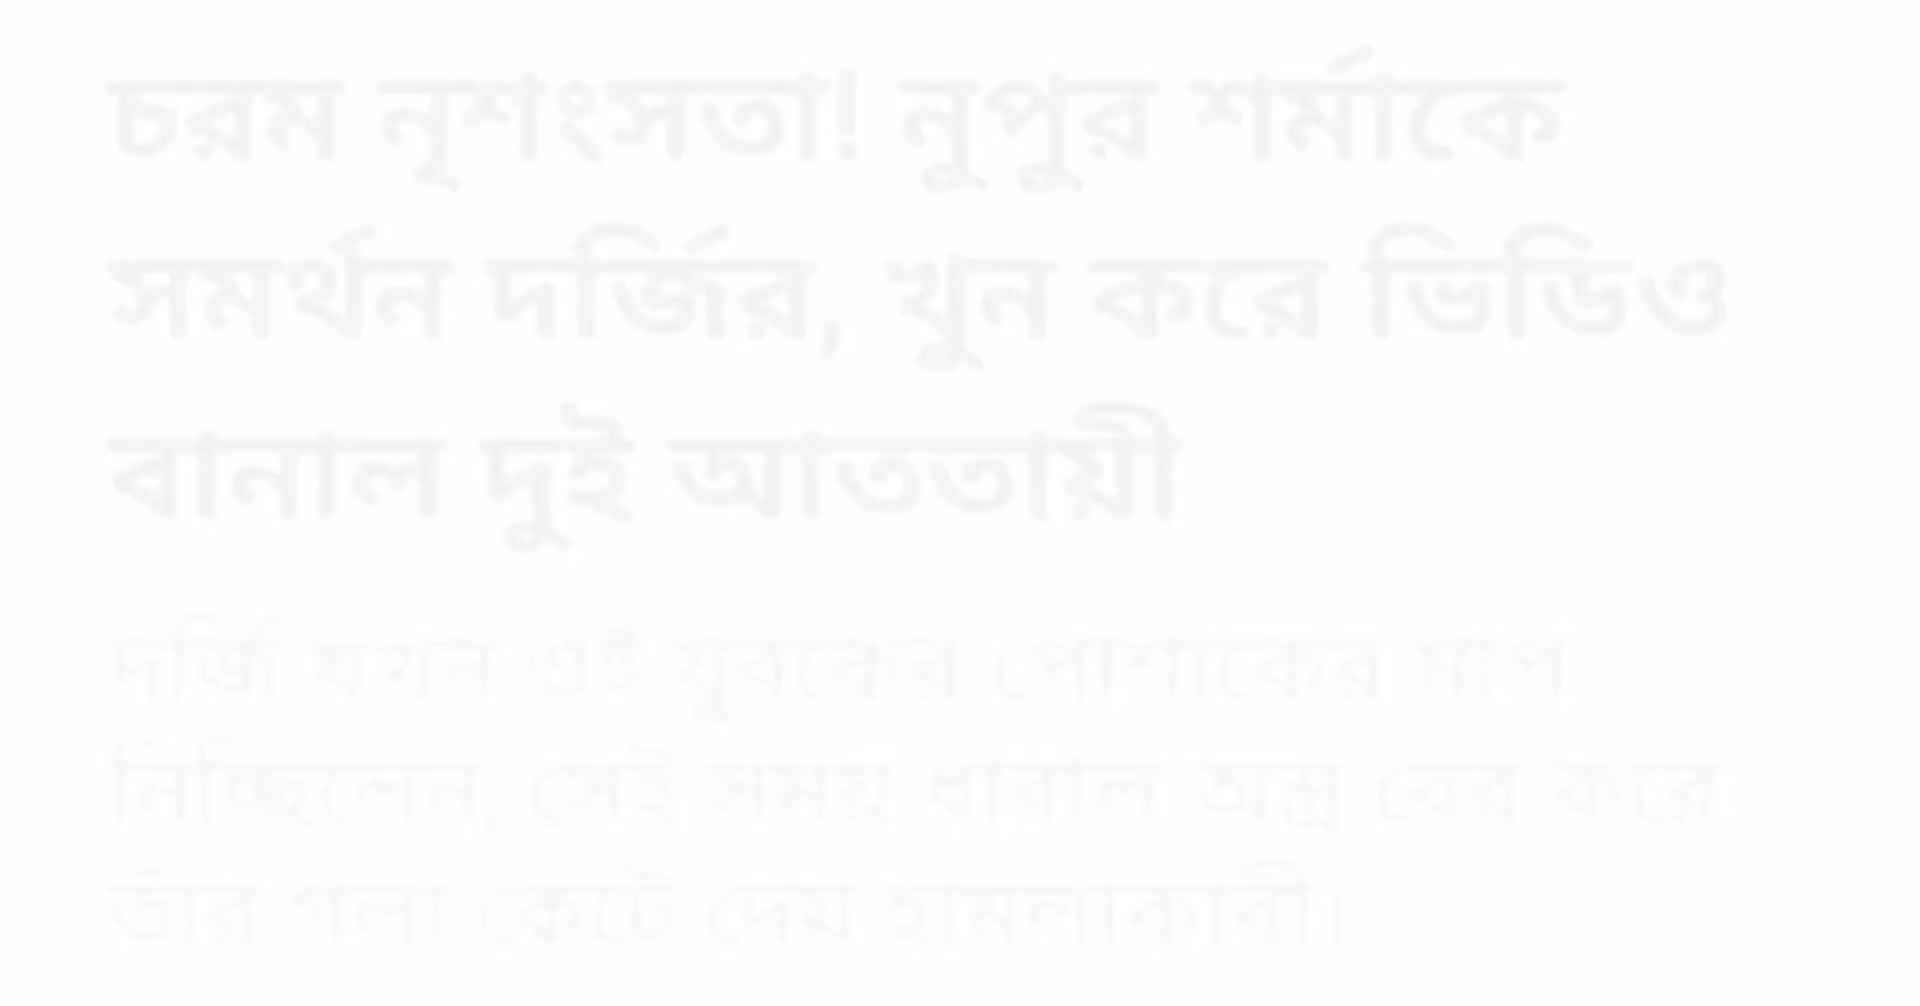 চরম নৃশংসতা! নুপুর শর্মাকে
সমর্থন দর্জির, খুন করে ভিডিও
বানাল দুই আততায়ী
দর্জি যখন ওই যুবকের পোশাকের মাপ
নিচ্ছিলেন, সেই সময় ধারাল অস্ত্র বের করে
তাঁর গলা কেটে দেয় হামলাকারী।